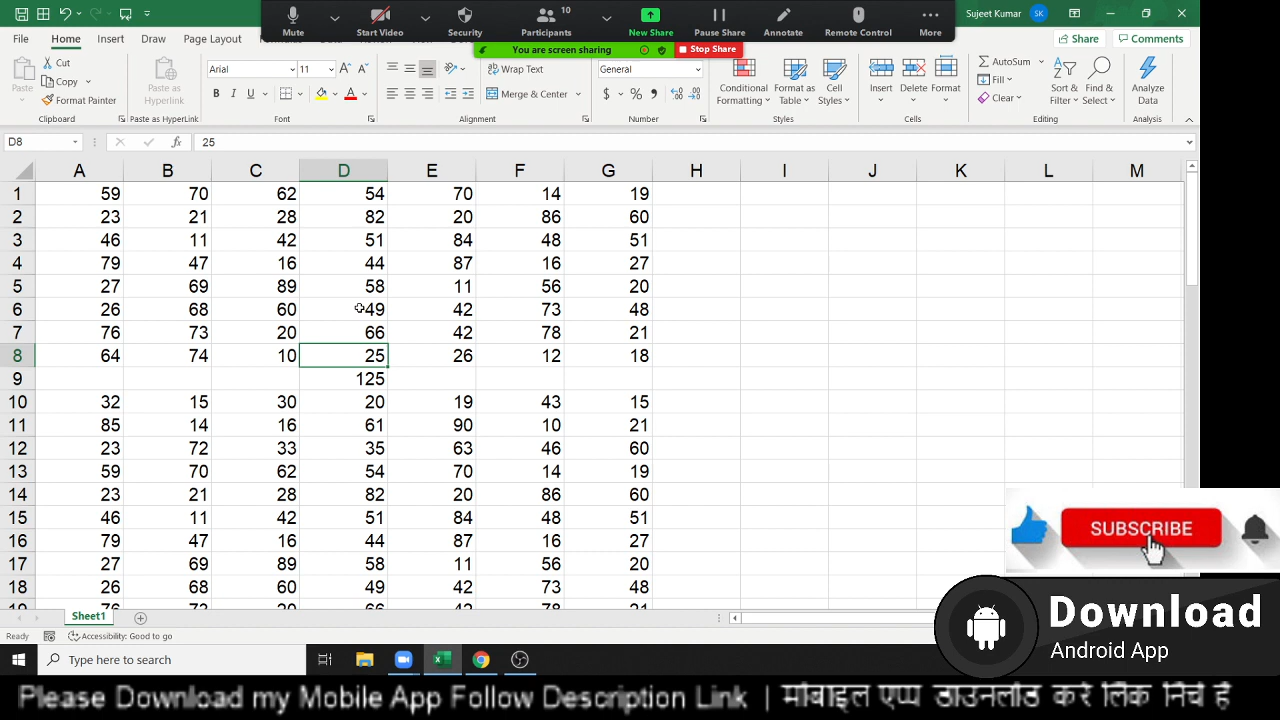 Mute
Start Video
Security
Participants
10
New Share
Pause Share
Annotate
Remote Control
More
Sujeet Kumar
SK
You are screen sharing
Stop Share
File
Home
Insert
Draw
Page Layout
Share
Comments
Paste
Cut
Copy
Format Painter
Clipboard
Paste as Hyperlink
Paste as HyperLink
Arial
11
B I U
Font
Wrap Text
Merge & Center
Alignment
General
Number
Conditional Formatting
Format as Table
Cell Styles
Styles
Insert
Delete
Format
Cells
AutoSum
Fill
Clear
Sort & Filter
Find & Select
Editing
Analyze Data
Analysis
D8
fx
25
A B C D E F G H I J K L M
1 59 70 62 54 70 14 19
2 23 21 28 82 20 86 60
3 46 11 42 51 84 48 51
4 79 47 16 44 87 16 27
5 27 69 89 58 11 56 20
6 26 68 60 49 42 73 48
7 76 73 20 66 42 78 21
8 64 74 10 25 26 12 18
9 125
10 32 15 30 20 19 43 15
11 85 14 16 61 90 10 21
12 23 72 33 35 63 46 60
13 59 70 62 54 70 14 19
14 23 21 28 82 20 86 60
15 46 11 42 51 84 48 51
16 79 47 16 44 87 16 27
17 27 69 89 58 11 56 20
18 26 68 60 49 42 73 48
19 76 73 20 66 42 78 21
Sheet1
Ready
Accessibility: Good to go
SUBSCRIBE
Download
Android App
Type here to search
Please Download my Mobile App Follow Description Link | मोबाइल एप्प डाउनलोड करे लिंक निचे है